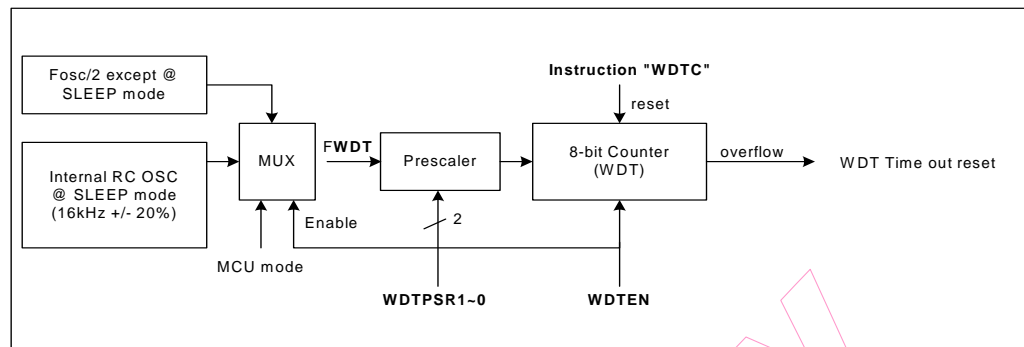 Fosc/2 except @
SLEEP mode
Internal RC OSC
@ SLEEP mode
(16kHz +/- 20%)
MUX
MCU mode
Enable
FWDT
Prescaler
2
WDTPSR1~0
Instruction "WDTC"
reset
8-bit Counter
(WDT)
WDTEN
overflow
WDT Time out reset